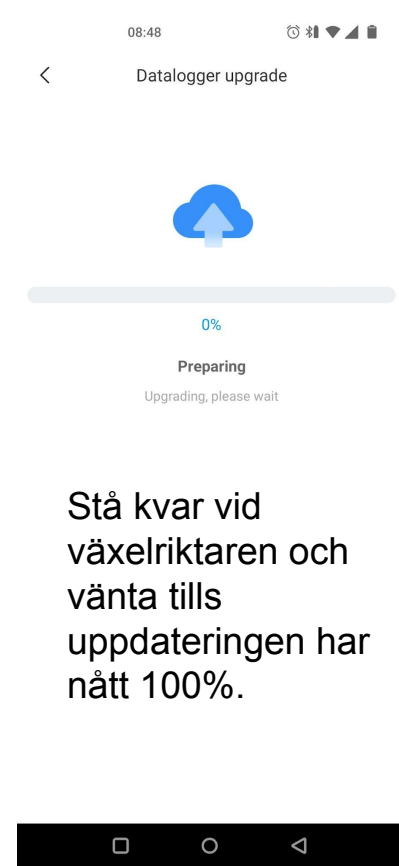 08:48
Datalogger upgrade
0%
Preparing
Upgrading, please wait
Stå kvar vid
växelriktaren och
vänta tills
uppdateringen har
nått 100%.